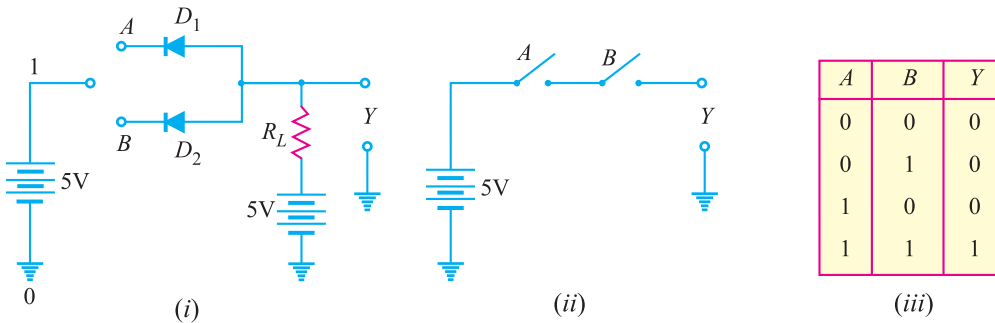 A D₁
1
B D₂
5V
0
R_L
5V
Y
(i)
A B
5V
Y
(ii)
A B Y
0 0 0
0 1 0
1 0 0
1 1 1
(iii)